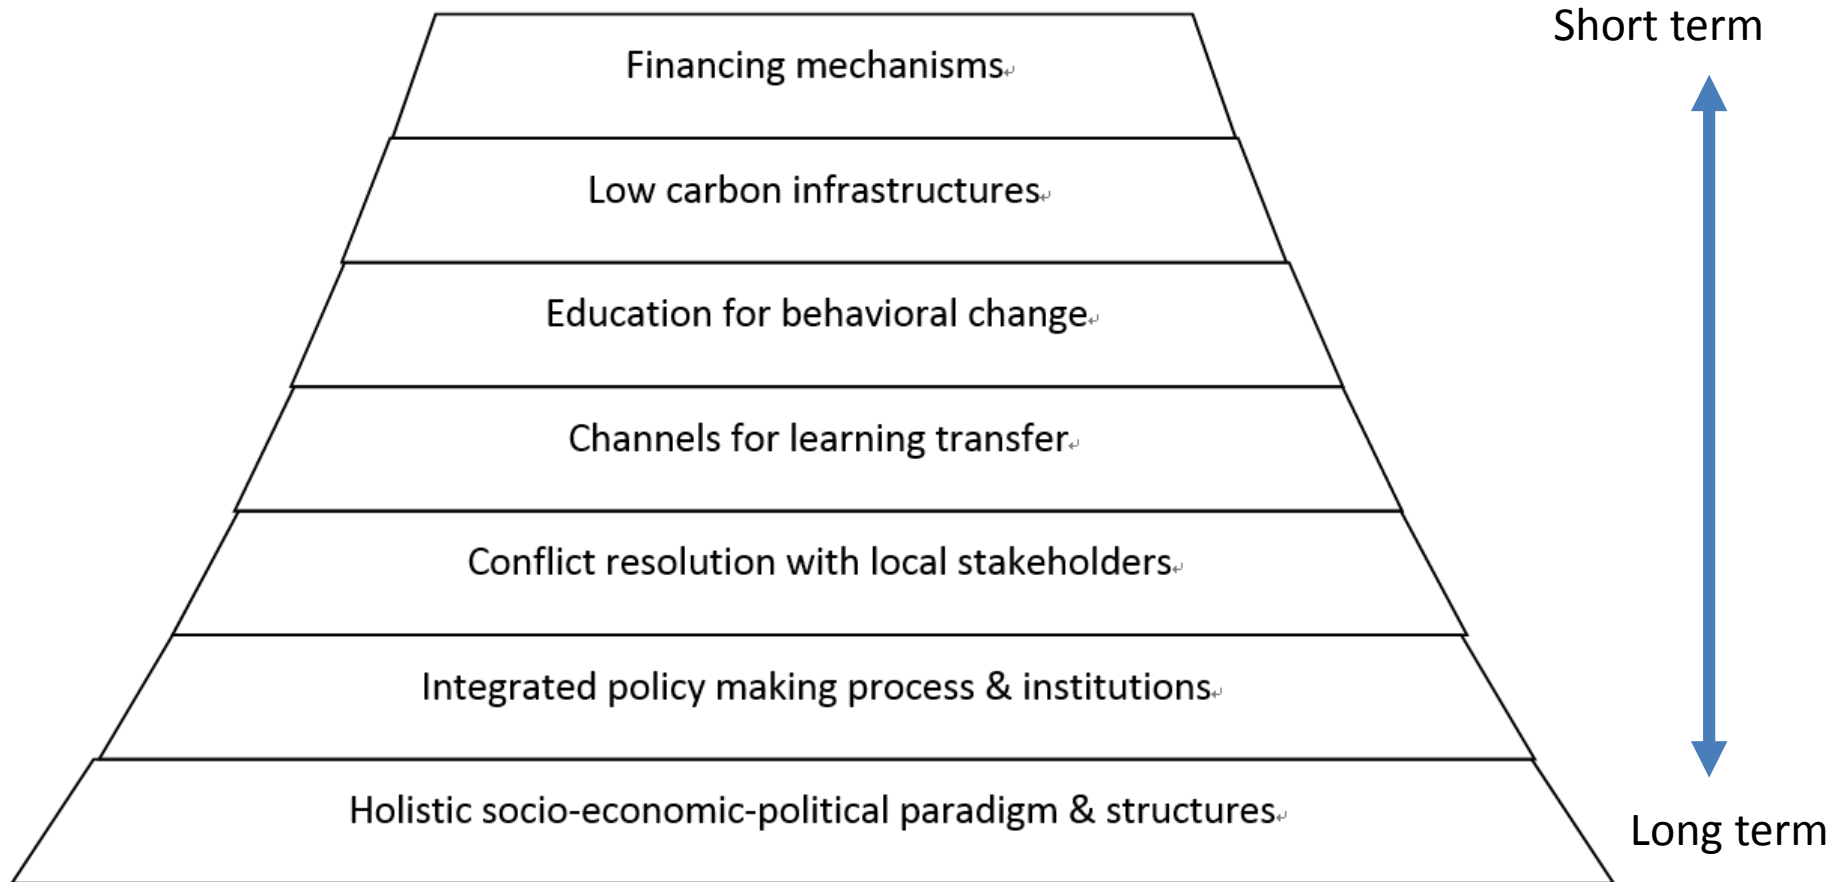 Short term
Financing mechanisms
Low carbon infrastructures
Education for behavioral change
Channels for learning transfer
Conflict resolution with local stakeholders
Integrated policy making process & institutions
Holistic socio-economic-political paradigm & structures
Long term